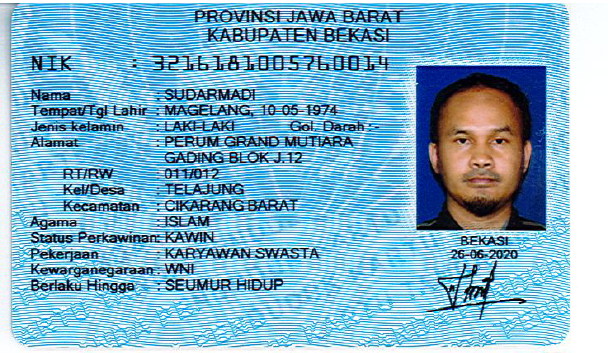 PROVINSI JAWA BARAT
KABUPATEN BEKASI
NIK : 3216181005760014
Nama : SUDARMADI
Tempat/Tgl Lahir : MAGELANG, 10-05-1974
Jenis kelamin : LAKI-LAKI Gol. Darah :-
Alamat : PERUM GRAND MUTIARA
GADING BLOK J.12
RT/RW : 011/012
Kel/Desa : TELAJUNG
Kecamatan : CIKARANG BARAT
Agama : ISLAM
Status Perkawinan: KAWIN
Pekerjaan : KARYAWAN SWASTA
Kewarganegaraan : WNI
Berlaku Hingga : SEUMUR HIDUP
BEKASI
26-06-2020